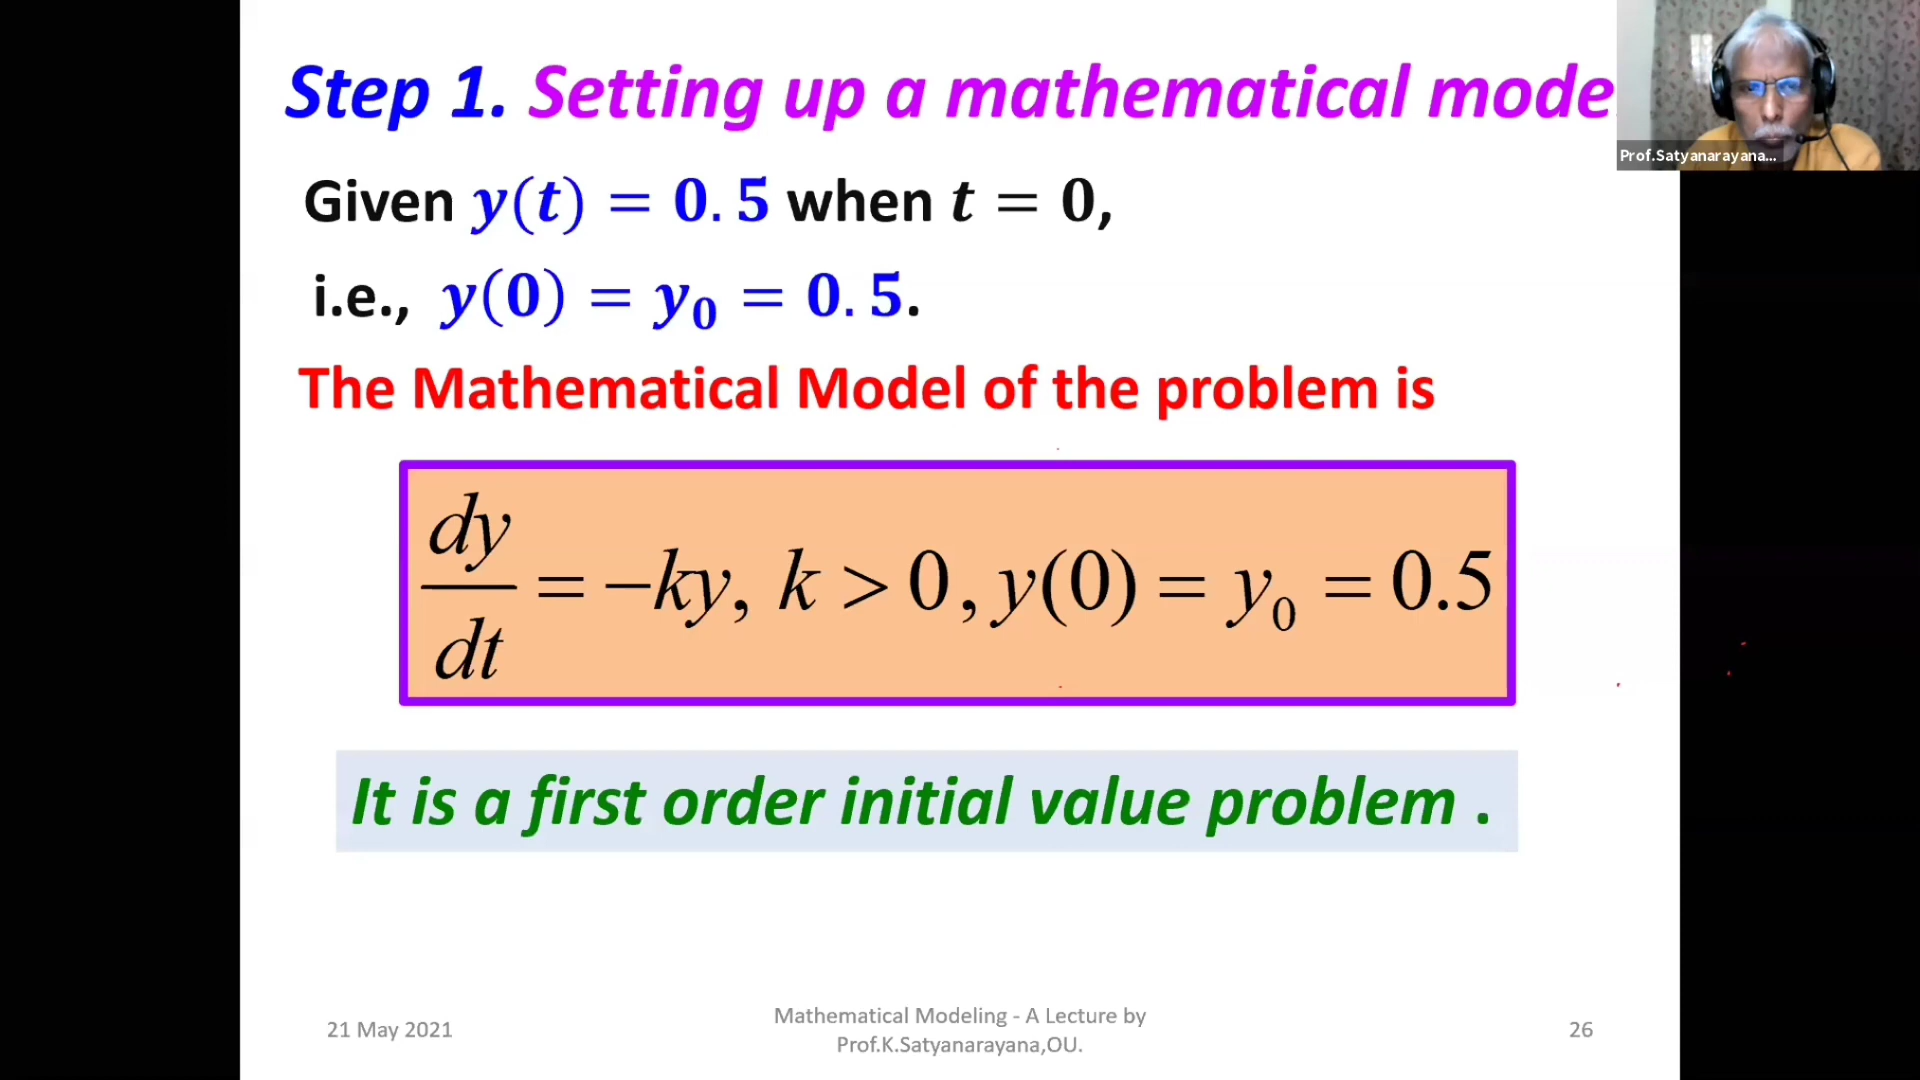 Step 1. Setting up a mathematical mode
Prof.Satyanarayana...
Given y(t) = 0.5 when t = 0,
i.e., y(0) = y₀ = 0.5.
The Mathematical Model of the problem is
dy/dt = −ky, k > 0, y(0) = y₀ = 0.5
It is a first order initial value problem .
21 May 2021
Mathematical Modeling - A Lecture by
Prof.K.Satyanarayana,OU.
26